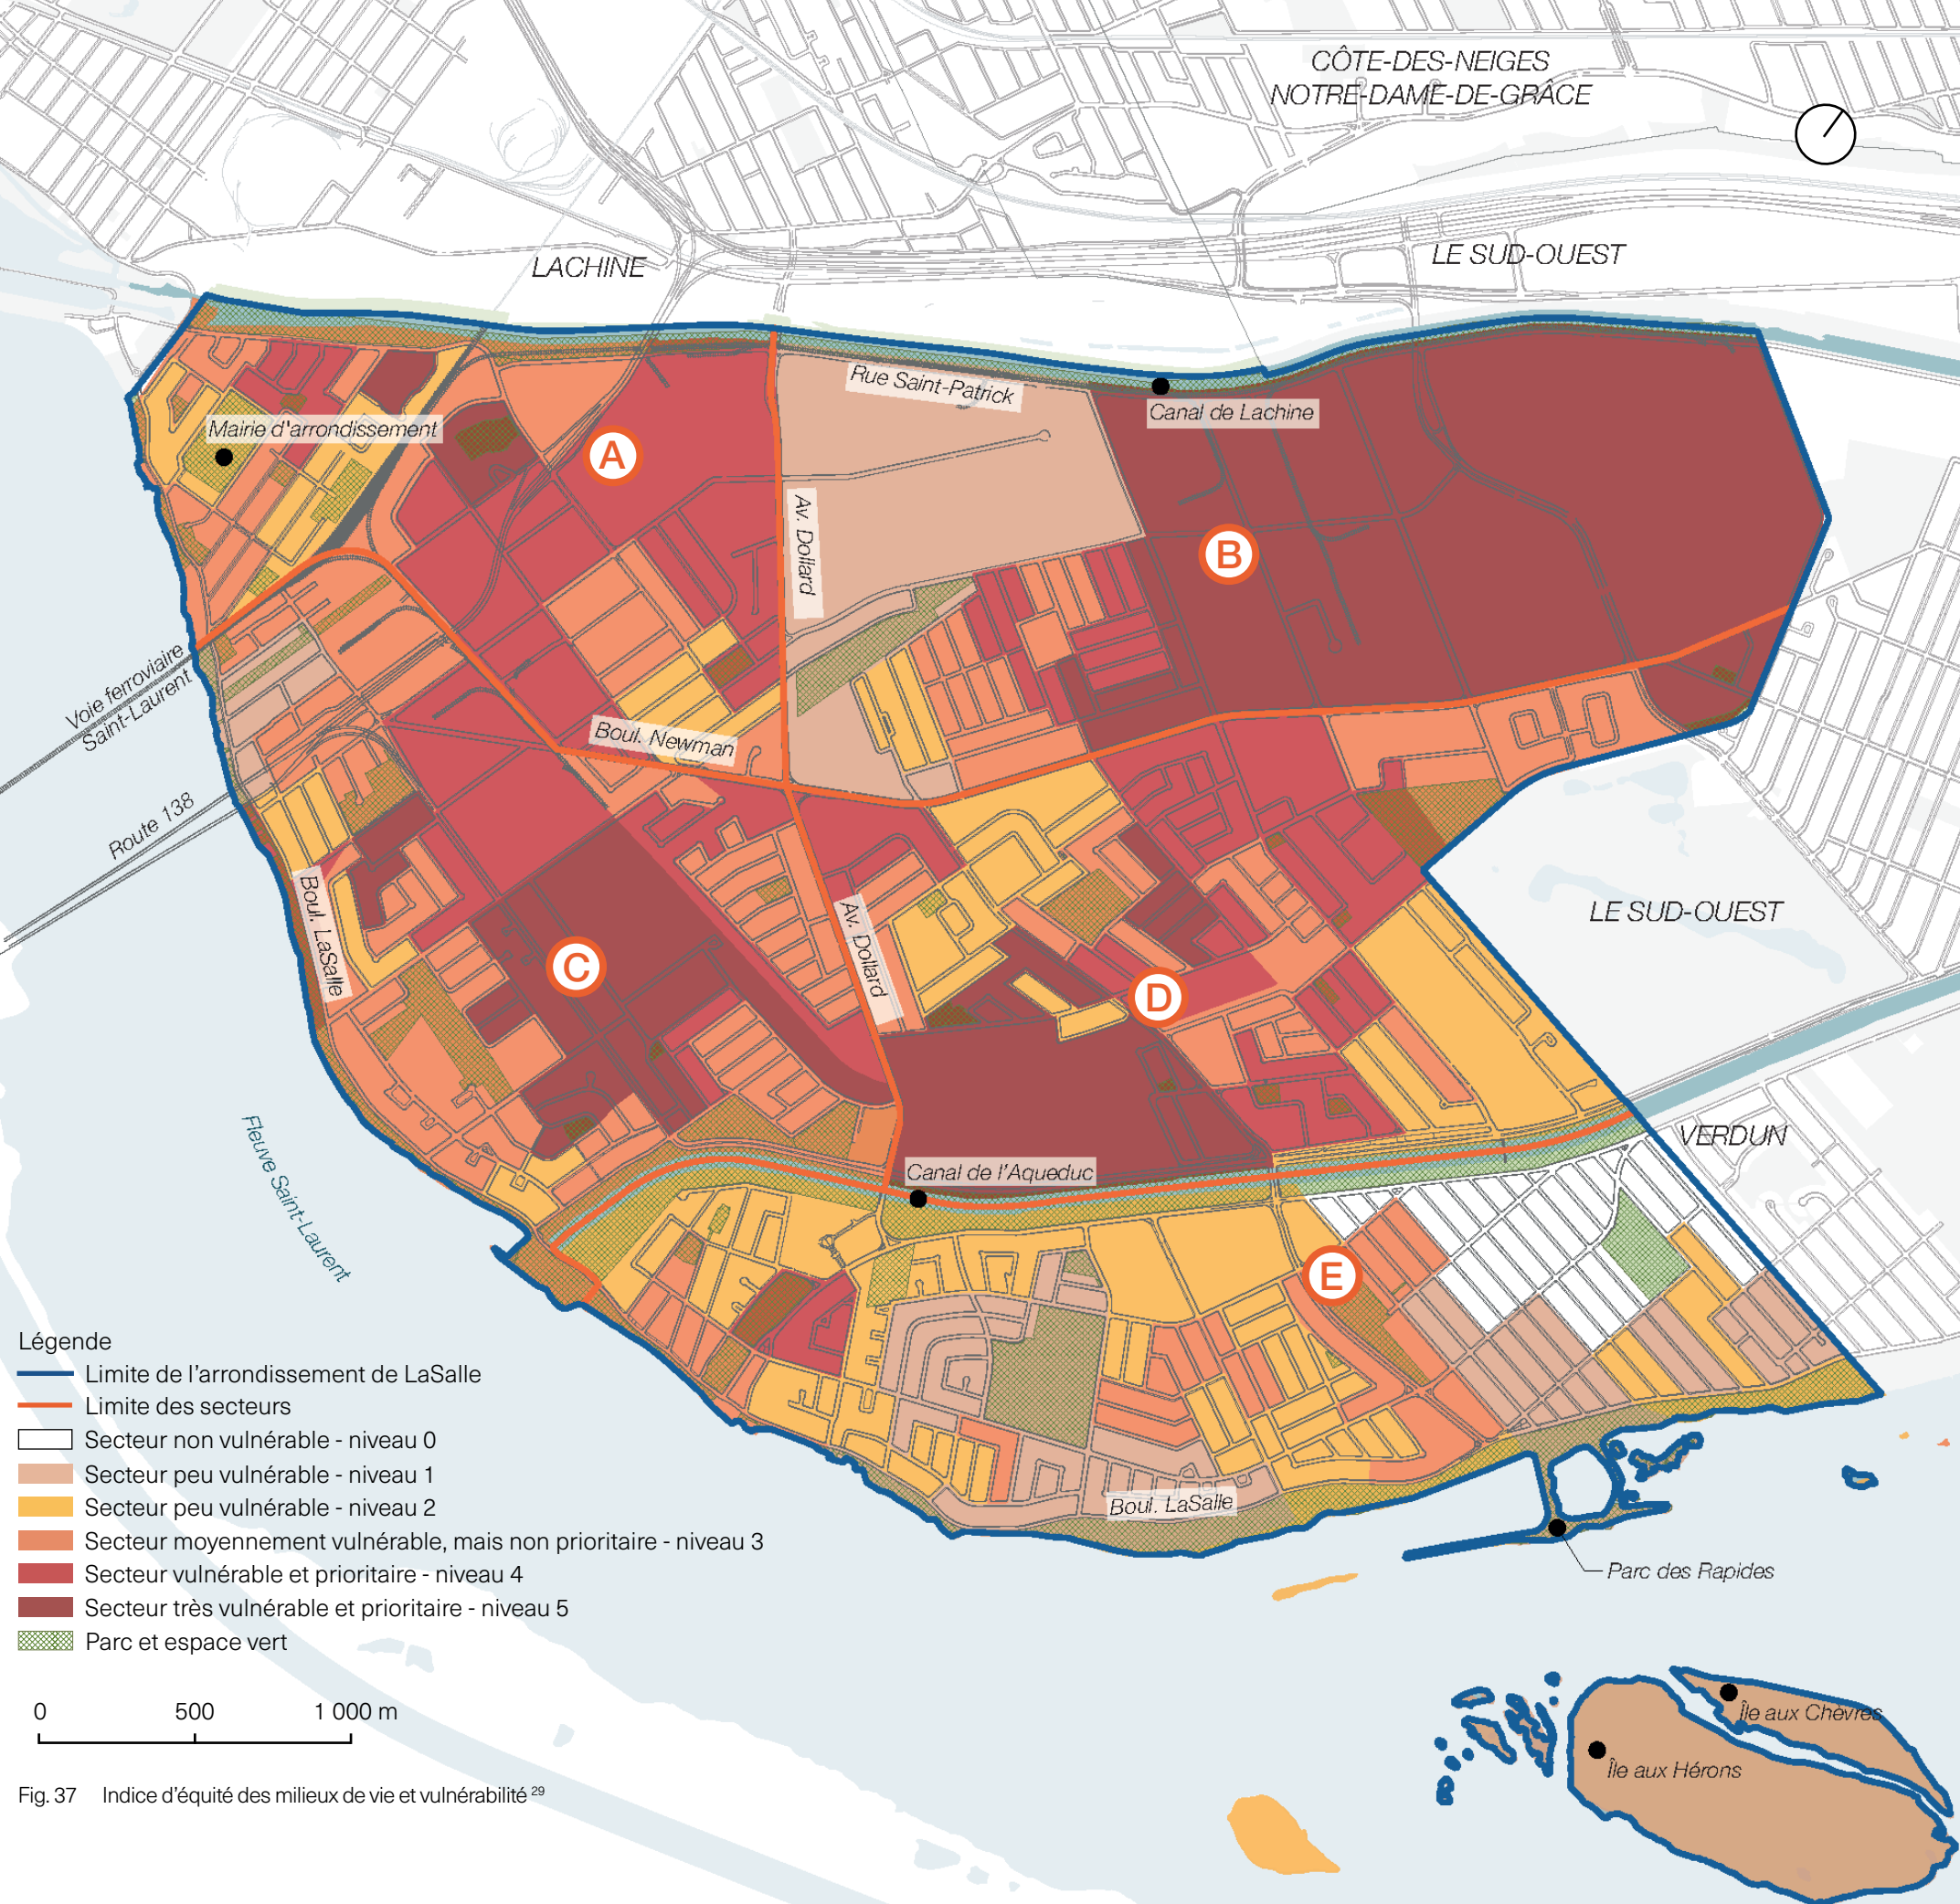 CÔTE-DES-NEIGES
NOTRE-DAME-DE-GRÂCE
LACHINE
LE SUD-OUEST
Rue Saint-Patrick
Canal de Lachine
Mairie d'arrondissement
A
Av. Dollard
B
Voie ferroviaire
Saint-Laurent
Boul. Newman
Route 138
Boul. LaSalle
Av. Dollard
LE SUD-OUEST
C
D
VERDUN
Canal de l'Aqueduc
Fleuve Saint-Laurent
E
Boul. LaSalle
Parc des Rapides
Île aux Chèvres
Île aux Hérons
Légende
Limite de l'arrondissement de LaSalle
Limite des secteurs
Secteur non vulnérable - niveau 0
Secteur peu vulnérable - niveau 1
Secteur peu vulnérable - niveau 2
Secteur moyennement vulnérable, mais non prioritaire - niveau 3
Secteur vulnérable et prioritaire - niveau 4
Secteur très vulnérable et prioritaire - niveau 5
Parc et espace vert
0 500 1 000 m
Fig. 37 Indice d'équité des milieux de vie et vulnérabilité 29